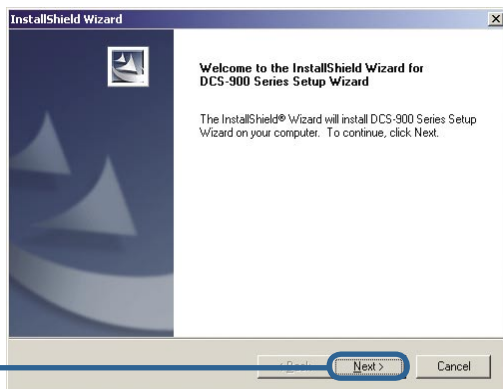 InstallShield Wizard
Welcome to the InstallShield Wizard for
DCS-900 Series Setup Wizard
The InstallShield® Wizard will install DCS-900 Series Setup
Wizard on your computer. To continue, click Next.
Next >
Cancel